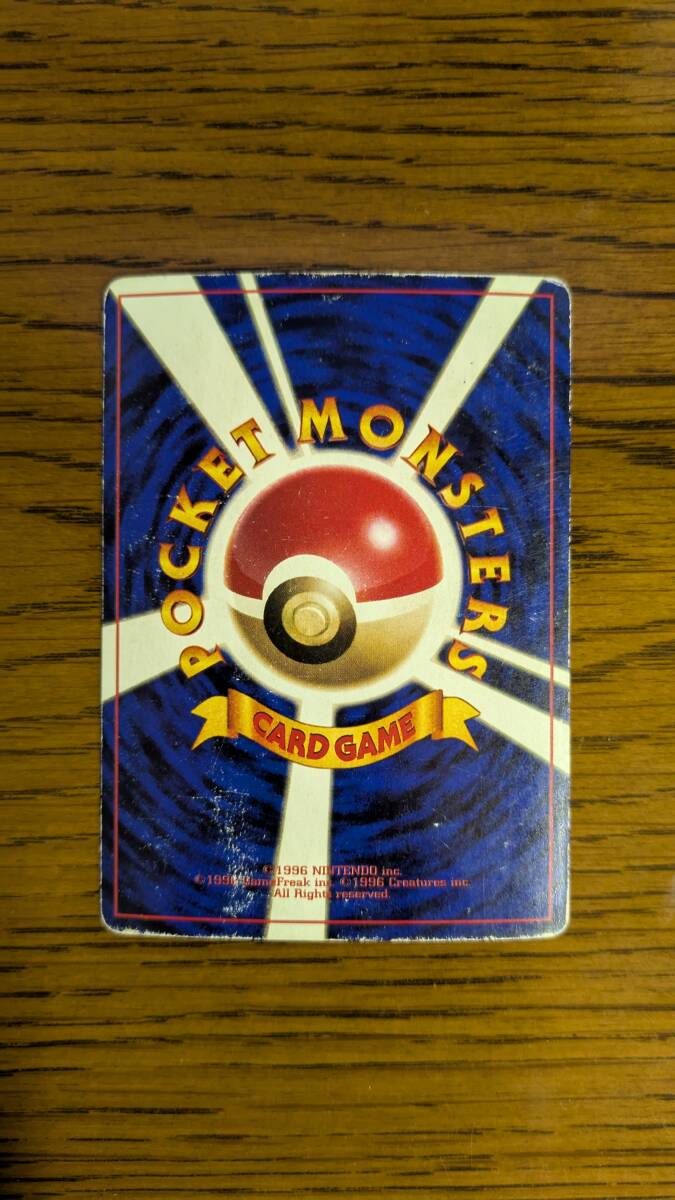 POCKET MONSTERS
CARD GAME
©1996 NINTENDO inc.
©1996 GameFreak inc. ©1996 Creatures inc.
All Rights reserved.